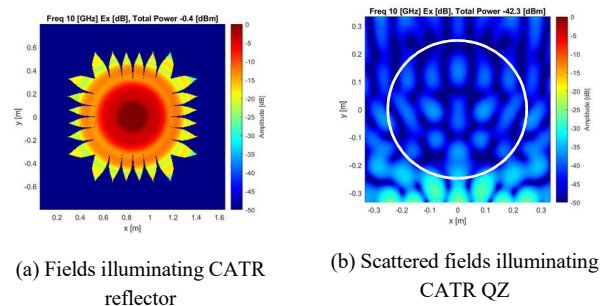 Freq 10 [GHz] Ex [dB], Total Power -0.4 [dBm]
0.6
0.4
0.2
0
-0.2
-0.4
-0.6
y [m]
0.2 0.4 0.6 0.8 1 1.2 1.4 1.6
x [m]
0
-5
-10
-15
-20
-25
-30
-35
-40
-45
-50
Amplitude [dB]
(a) Fields illuminating CATR
reflector
Freq 10 [GHz] Ex [dB], Total Power -42.3 [dBm]
0.3
0.2
0.1
0
-0.1
-0.2
-0.3
y [m]
-0.3 -0.2 -0.1 0 0.1 0.2 0.3
x [m]
0
-5
-10
-15
-20
-25
-30
-35
-40
-45
-50
Amplitude [dB]
(b) Scattered fields illuminating
CATR QZ